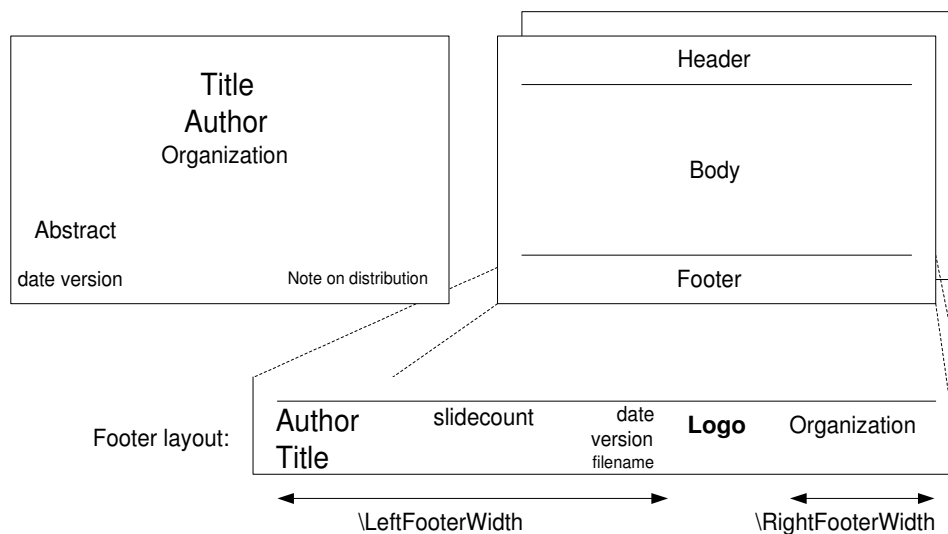 Title
Author
Organization
Abstract
date version
Note on distribution
Header
Body
Footer
Footer layout:
Author
Title
slidecount
date
version
filename
Logo
Organization
\LeftFooterWidth
\RightFooterWidth